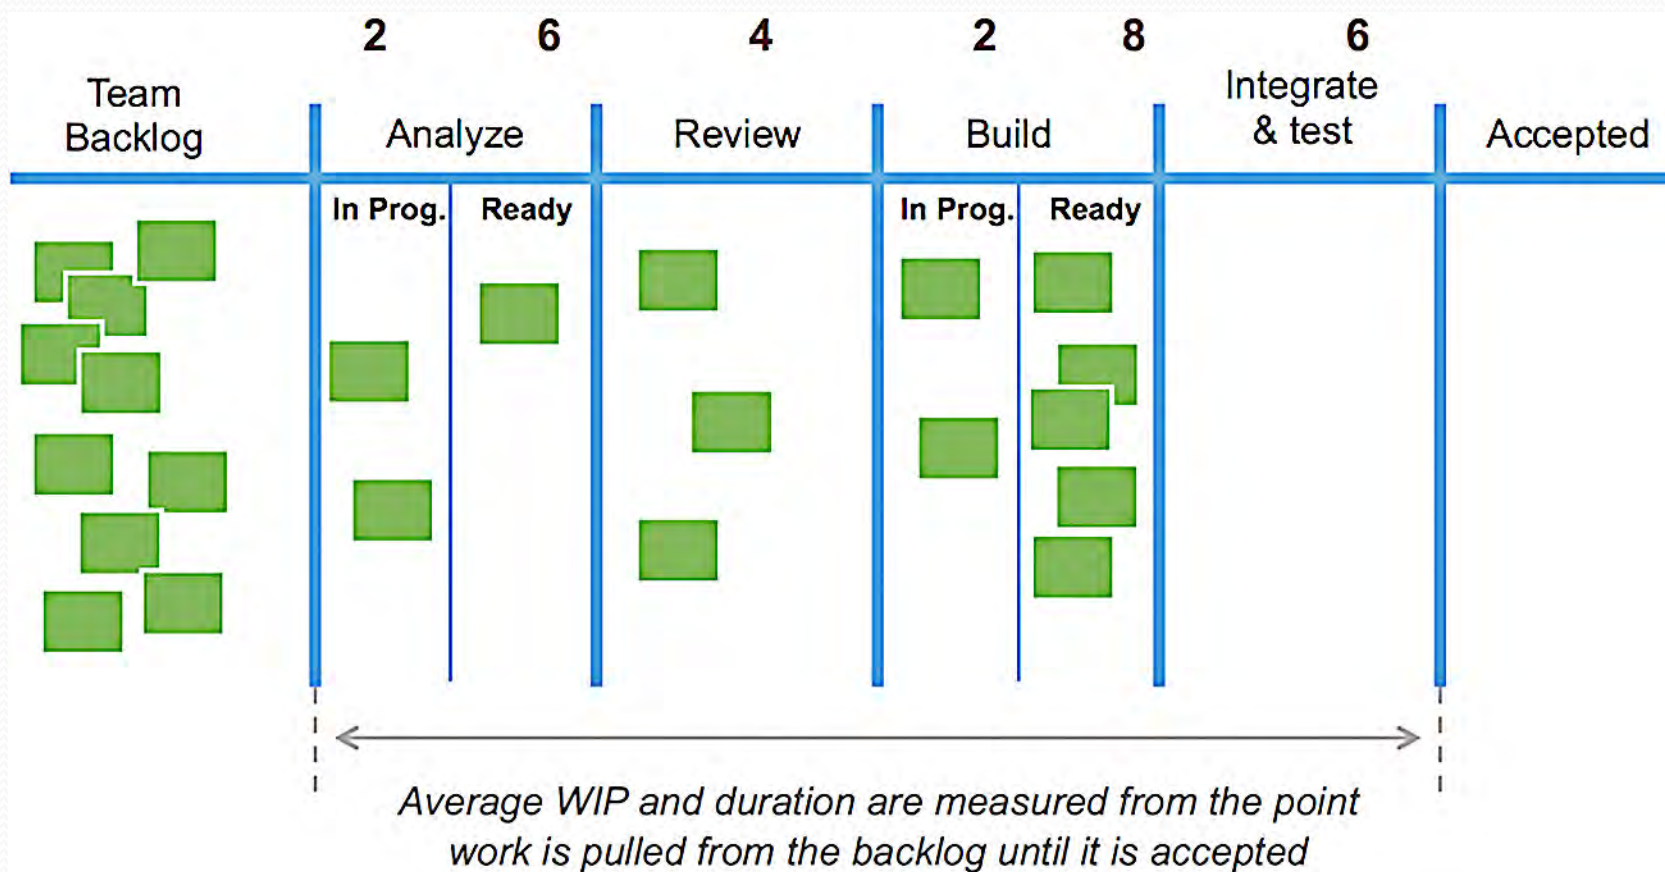 2 6 4 2 8 6
Team
Backlog
Analyze
Review
Build
Integrate
& test
Accepted
In Prog. Ready
In Prog. Ready
Average WIP and duration are measured from the point
work is pulled from the backlog until it is accepted